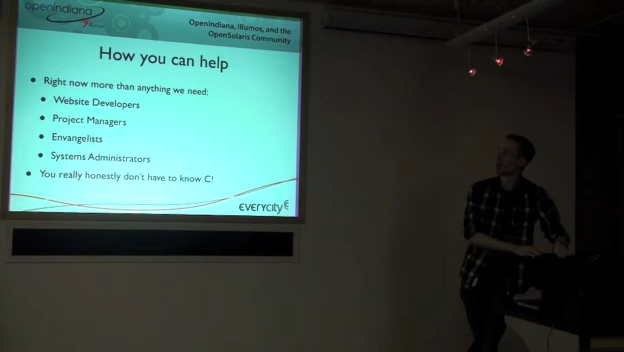 openindiana
OpenIndiana, Illumos, and the
OpenSolaris Community
How you can help
Right now more than anything we need:
Website Developers
Project Managers
Envangelists
Systems Administrators
You really honestly don't have to know C!
EVERYCITY